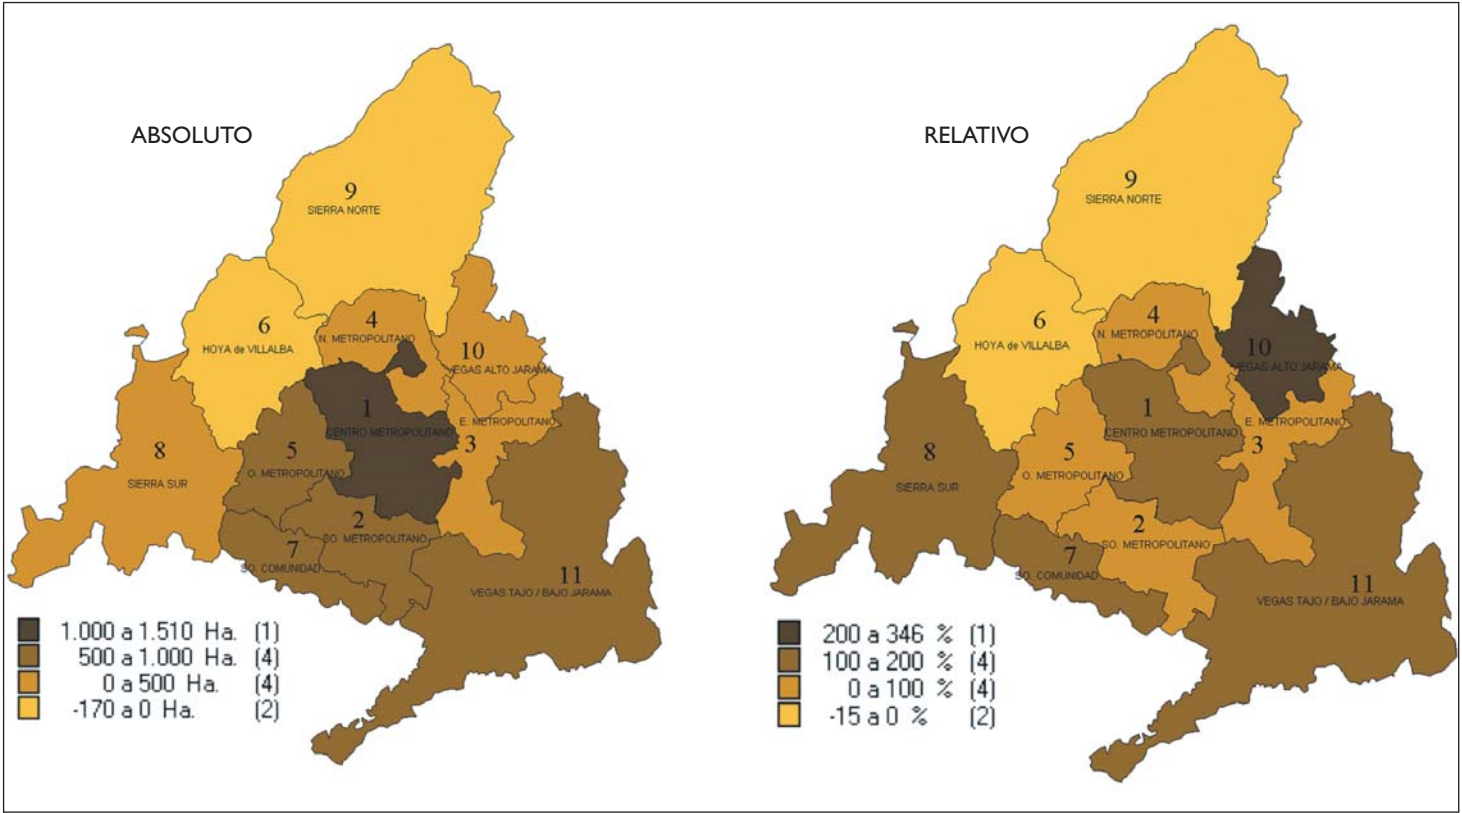 ABSOLUTO
9
SIERRA NORTE
6
HOYA de VILLALBA
4
N. METROPOLITANO
10
VEGAS ALTO JARAMA
1
CENTRO METROPOLITANO
E. METROPOLITANO
3
8
SIERRA SUR
5
O. METROPOLITANO
2
SO. METROPOLITANO
7
SO. COMUNIDAD
11
VEGAS TAJO / BAJO JARAMA
1.000 a 1.510 Ha. (1)
500 a 1.000 Ha. (4)
0 a 500 Ha. (4)
-170 a 0 Ha. (2)
RELATIVO
9
SIERRA NORTE
6
HOYA de VILLALBA
4
N. METROPOLITANO
10
VEGAS ALTO JARAMA
1
CENTRO METROPOLITANO
E. METROPOLITANO
3
8
SIERRA SUR
5
O. METROPOLITANO
2
SO. METROPOLITANO
7
SO. COMUNIDAD
11
VEGAS TAJO / BAJO JARAMA
200 a 346 % (1)
100 a 200 % (4)
0 a 100 % (4)
-15 a 0 % (2)